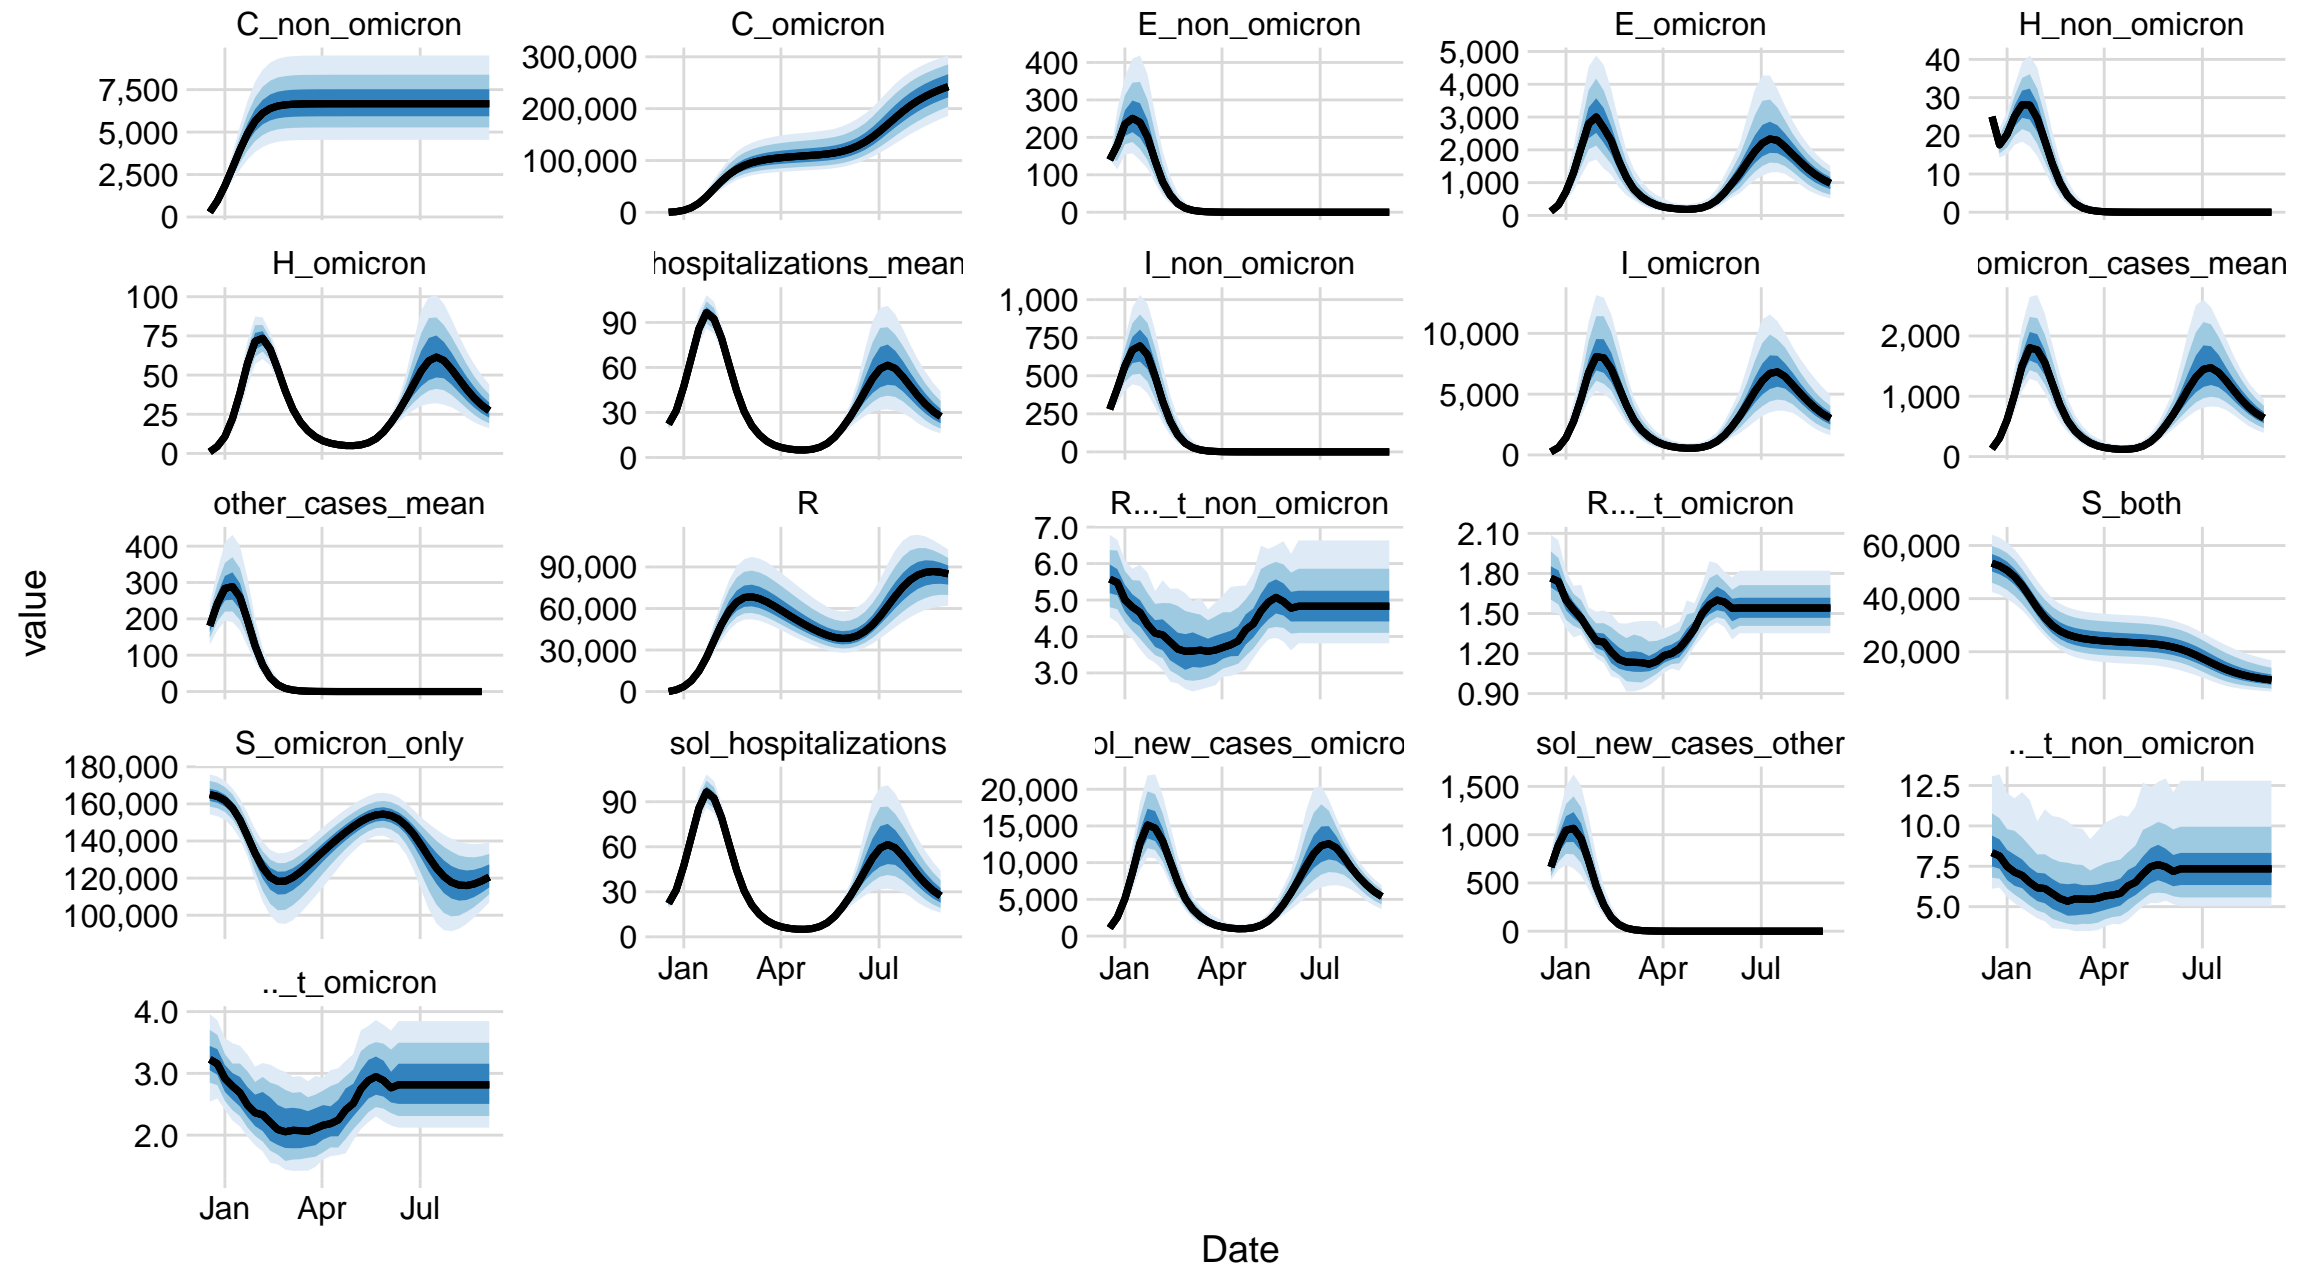 C_non_omicron C_omicron E_non_omicron E_omicron H_non_omicron
7,500 5,000 2,500 0
300,000 200,000 100,000 0
400 300 200 100 0
5,000 4,000 3,000 2,000 1,000 0
40 30 20 10 0
H_omicron hospitalizations_mean I_non_omicron I_omicron omicron_cases_mean
100 75 50 25 0
90 60 30 0
1,000 750 500 250 0
10,000 5,000 0
2,000 1,000 0
other_cases_mean R R..._t_non_omicron R..._t_omicron S_both
400 300 200 100 0
90,000 60,000 30,000 0
7.0 6.0 5.0 4.0 3.0
2.10 1.80 1.50 1.20 0.90
60,000 40,000 20,000
value
S_omicron_only sol_hospitalizations ol_new_cases_omicro sol_new_cases_other .._t_non_omicron
180,000 160,000 140,000 120,000 100,000
90 60 30 0
20,000 15,000 10,000 5,000 0
1,500 1,000 500 0
12.5 10.0 7.5 5.0
Jan Apr Jul Jan Apr Jul Jan Apr Jul Jan Apr Jul
.._t_omicron
4.0 3.0 2.0
Jan Apr Jul
Date